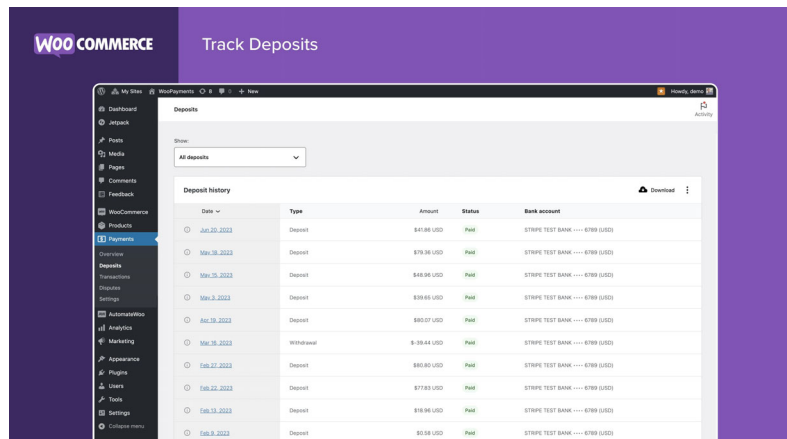 WOO COMMERCE
Track Deposits
My Sites WooPayments 8 0 + New
Howdy, demo
Dashboard
Jetpack
Posts
Media
Pages
Comments
Feedback
WooCommerce
Products
Payments
Overview
Deposits
Transactions
Disputes
Settings
AutomateWoo
Analytics
Marketing
Appearance
Plugins
Users
Tools
Settings
Collapse menu
Deposits
Activity
Show:
All deposits
Deposit history
Download
Date Type Amount Status Bank account
Jun 20, 2023 Deposit $41.86 USD Paid STRIPE TEST BANK •••• 6789 (USD)
May 18, 2023 Deposit $79.36 USD Paid STRIPE TEST BANK •••• 6789 (USD)
May 15, 2023 Deposit $48.96 USD Paid STRIPE TEST BANK •••• 6789 (USD)
May 3, 2023 Deposit $39.65 USD Paid STRIPE TEST BANK •••• 6789 (USD)
Apr 19, 2023 Deposit $80.07 USD Paid STRIPE TEST BANK •••• 6789 (USD)
Mar 16, 2023 Withdrawal $-39.44 USD Paid STRIPE TEST BANK •••• 6789 (USD)
Feb 27, 2023 Deposit $80.80 USD Paid STRIPE TEST BANK •••• 6789 (USD)
Feb 22, 2023 Deposit $77.83 USD Paid STRIPE TEST BANK •••• 6789 (USD)
Feb 13, 2023 Deposit $18.96 USD Paid STRIPE TEST BANK •••• 6789 (USD)
Feb 9, 2023 Deposit $0.58 USD Paid STRIPE TEST BANK •••• 6789 (USD)